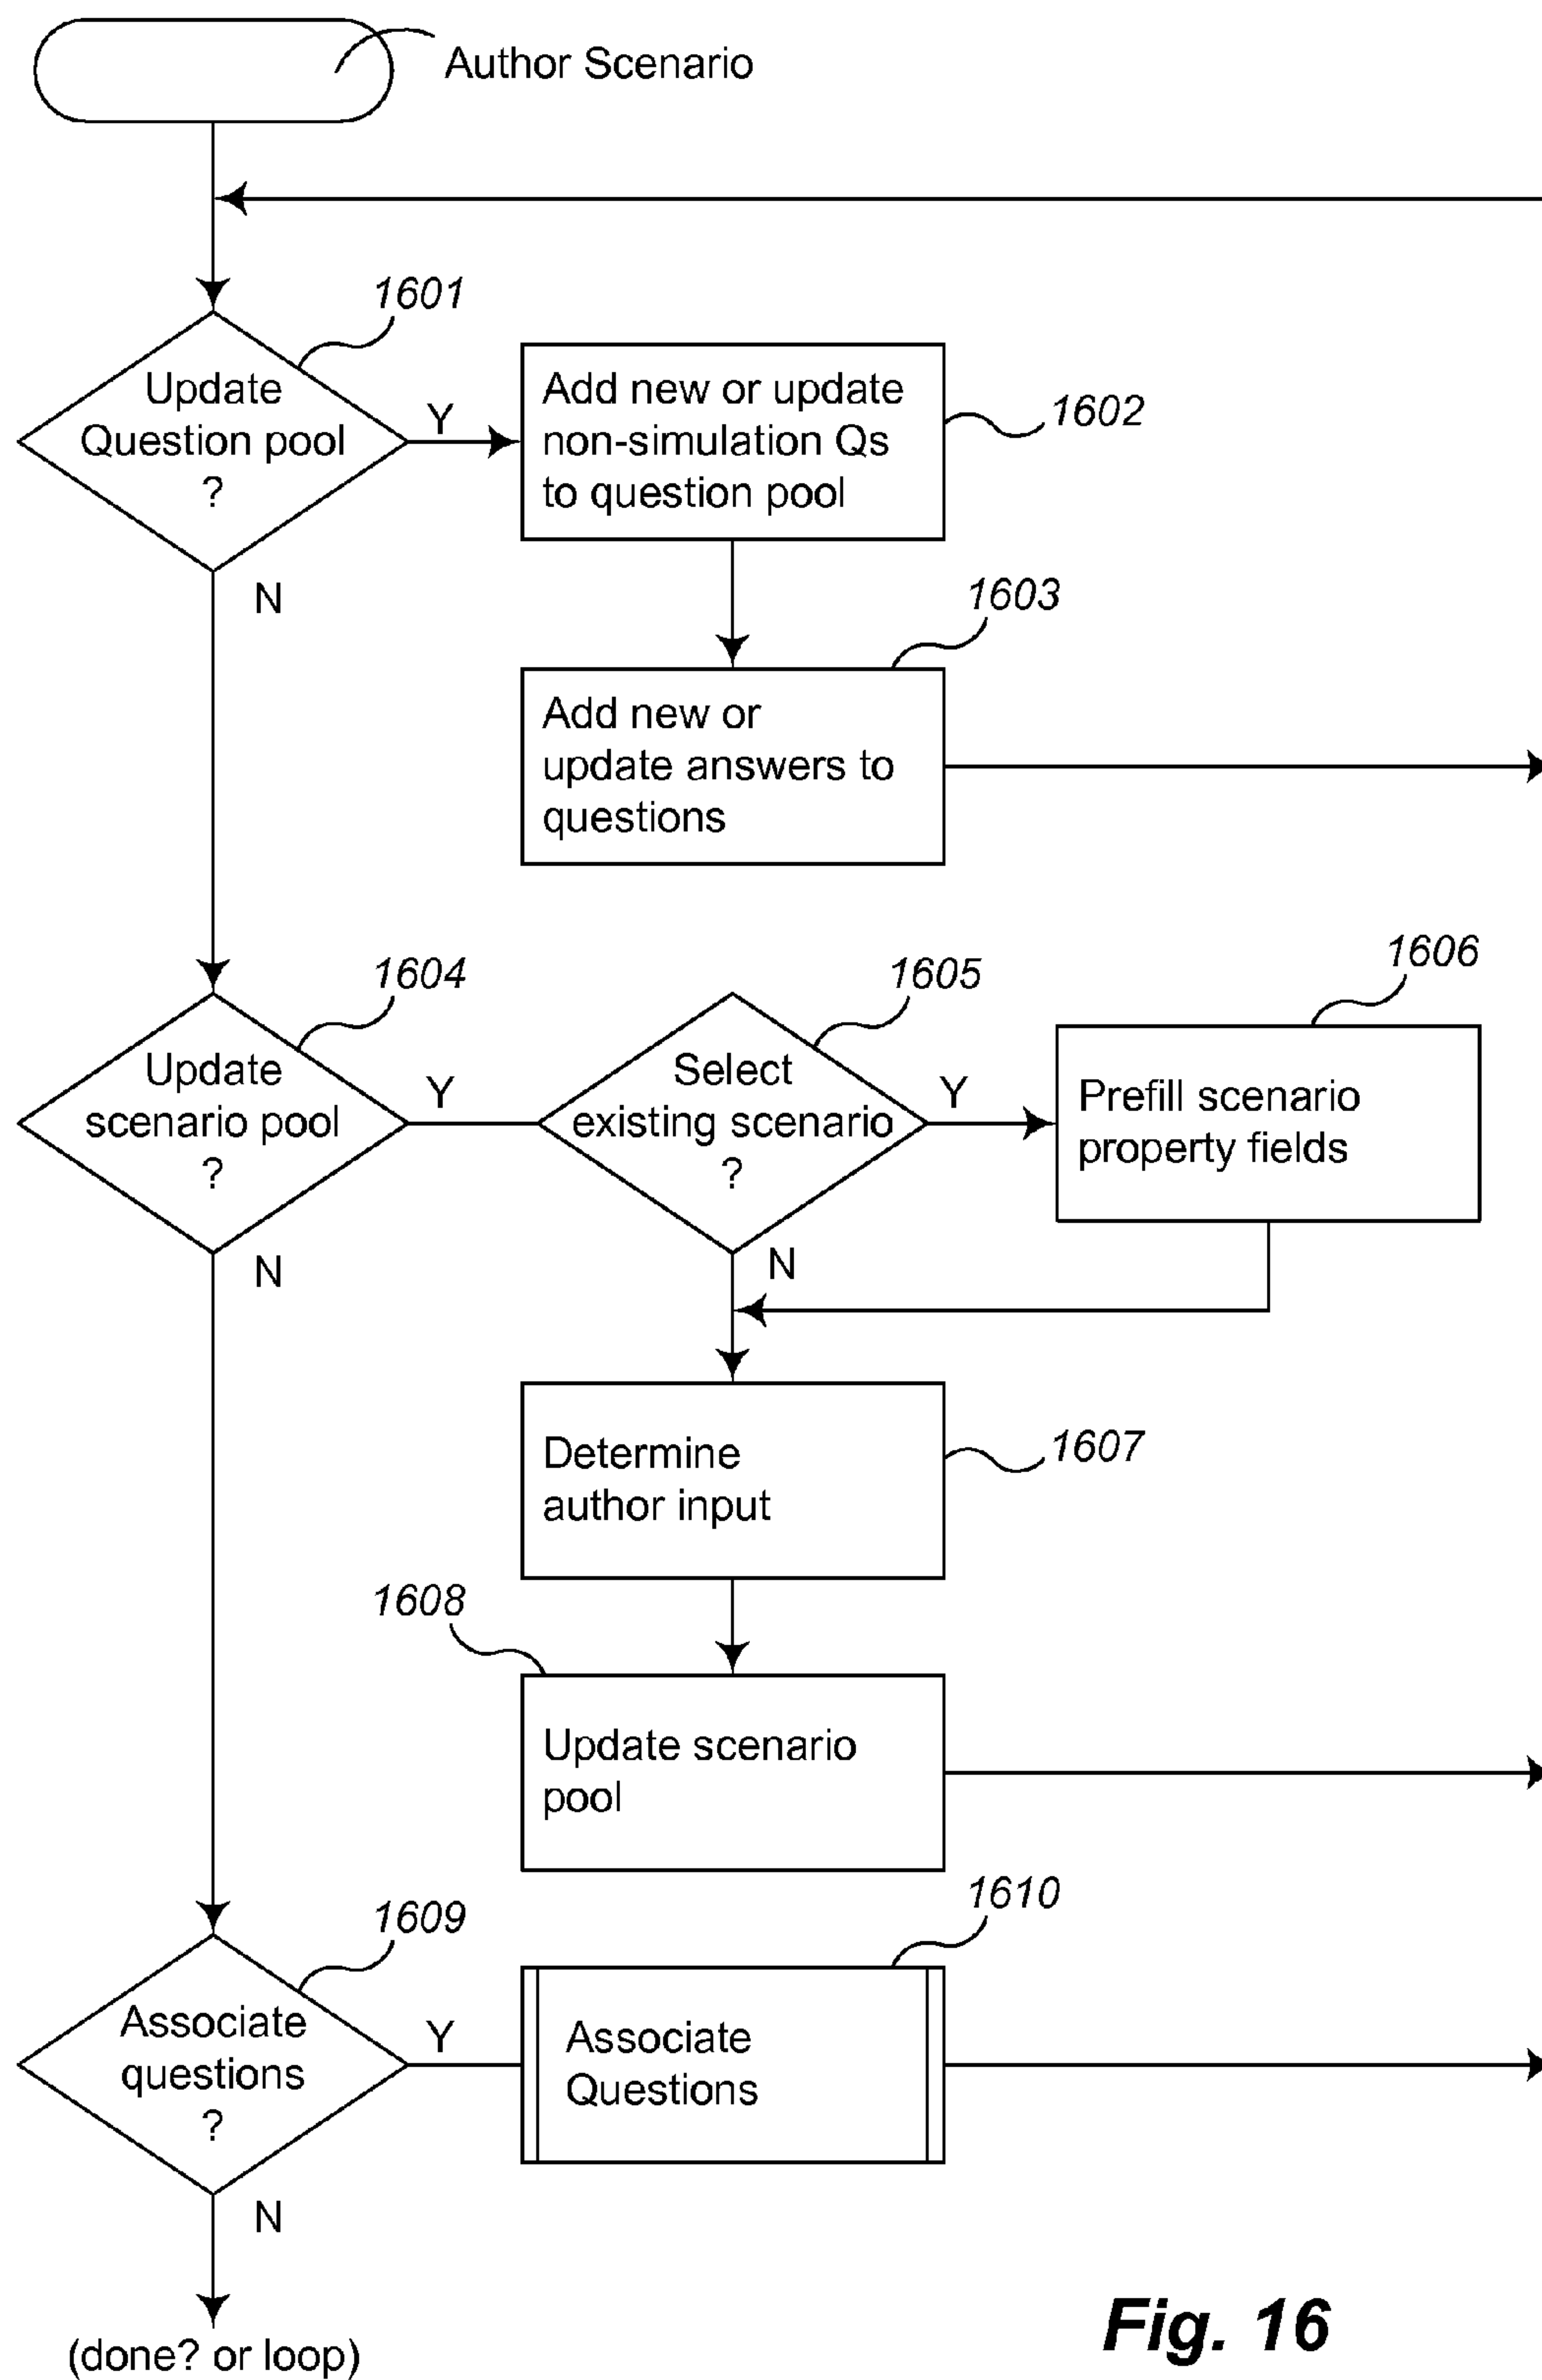 Author Scenario
1601
Update
Question pool
?
Y
N
Add new or update
non-simulation Qs
to question pool
1602
1603
Add new or
update answers to
questions
1604
Update
scenario pool
?
Y
N
1605
Select
existing scenario
?
Y
N
1606
Prefill scenario
property fields
Determine
author input
1607
1608
Update scenario
pool
1609
Associate
questions
?
Y
N
1610
Associate
Questions
(done? or loop)
Fig. 16